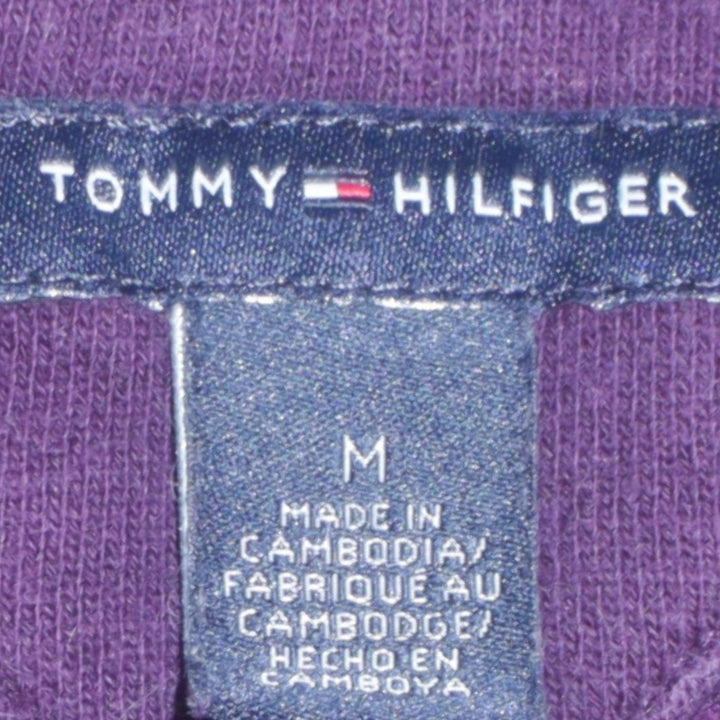 TOMMY HILFIGER
M
MADE IN
CAMBODIA/
FABRIQUÉ AU
CAMBODGE/
HECHO EN
CAMBOYA